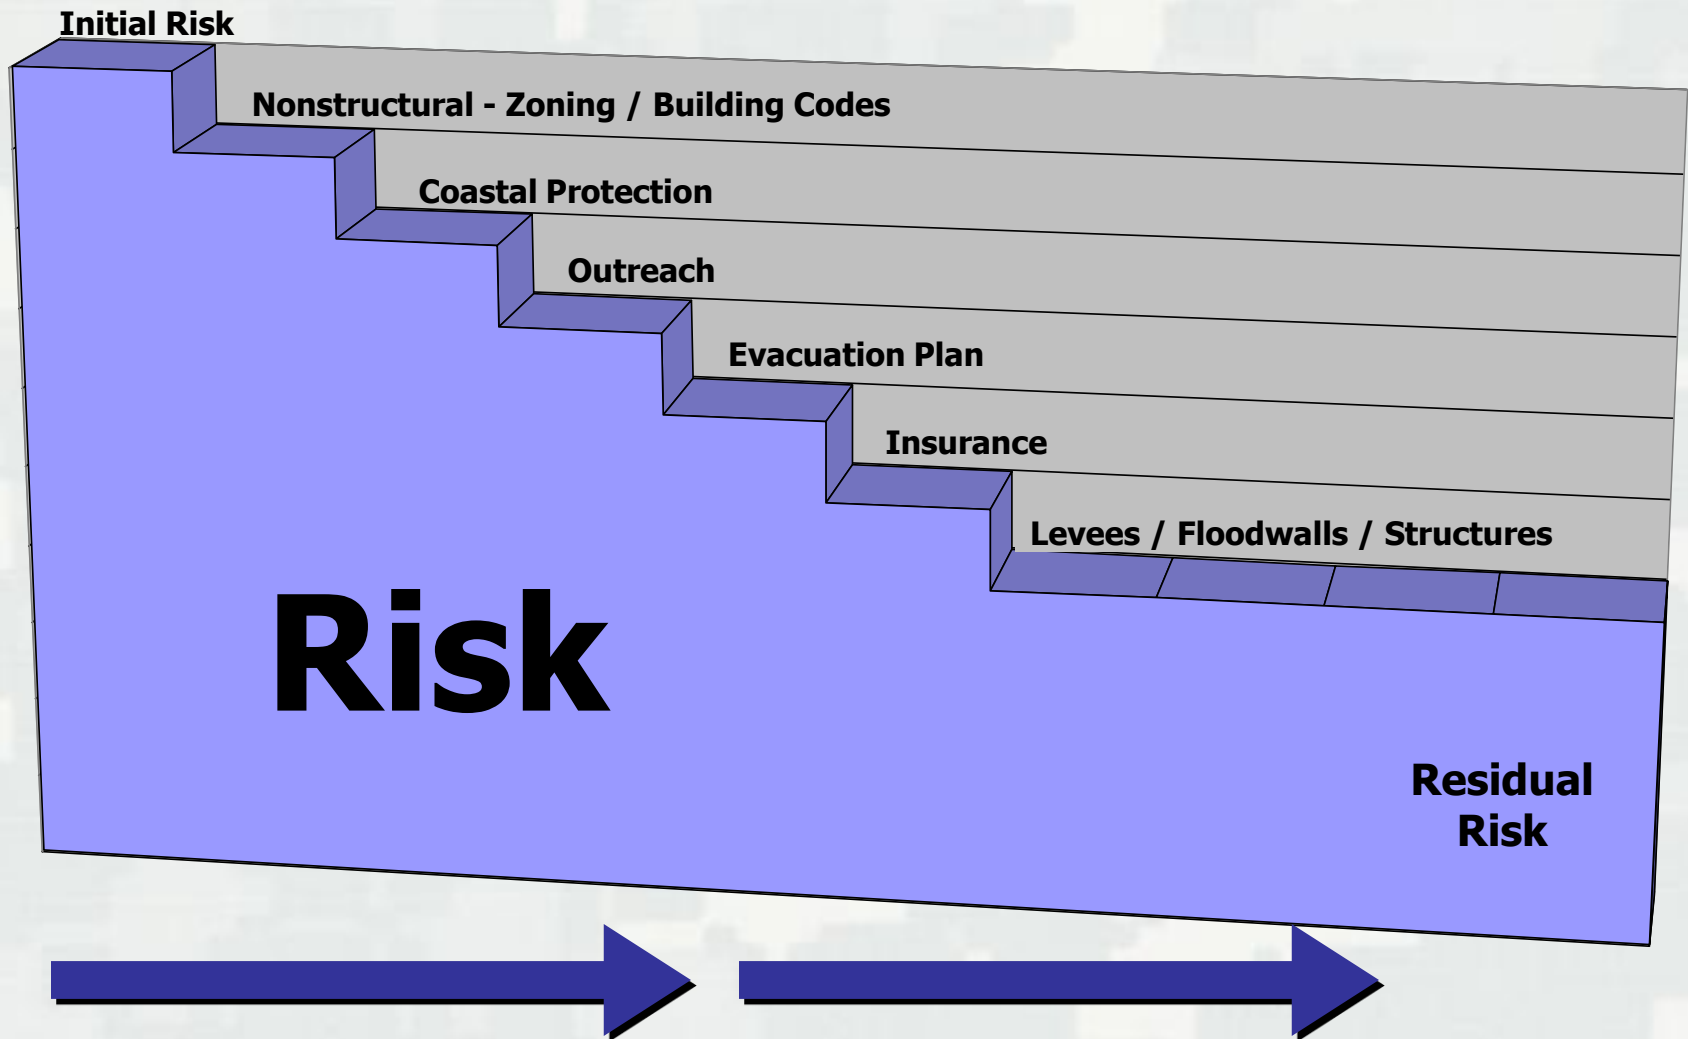 Initial Risk
Nonstructural - Zoning / Building Codes
Coastal Protection
Outreach
Evacuation Plan
Insurance
Levees / Floodwalls / Structures
Risk
Residual
Risk